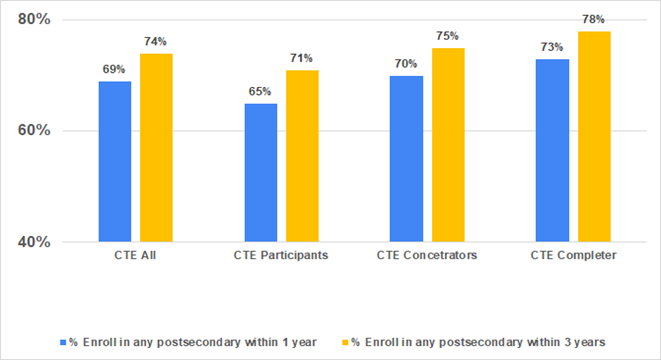 80%
60%
40%
69%
74%
65%
71%
70%
75%
73%
78%
CTE All
CTE Participants
CTE Concetrators
CTE Completer
% Enroll in any postsecondary within 1 year
% Enroll in any postsecondary within 3 years